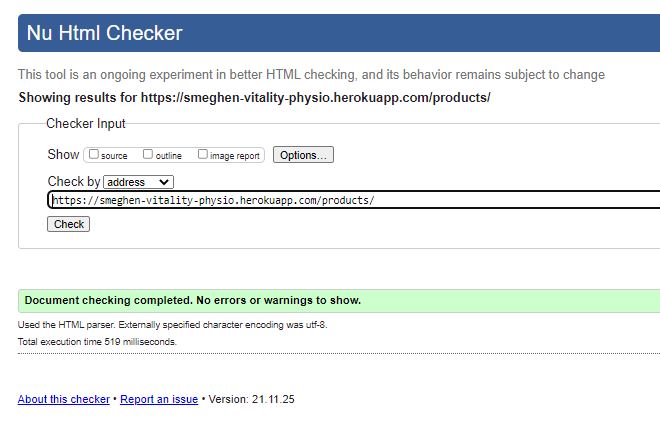 Nu Html Checker
This tool is an ongoing experiment in better HTML checking, and its behavior remains subject to change
Showing results for https://smeghen-vitality-physio.herokuapp.com/products/
Checker Input
Show source outline image report Options...
Check by address
https://smeghen-vitality-physio.herokuapp.com/products/
Check
Document checking completed. No errors or warnings to show.
Used the HTML parser. Externally specified character encoding was utf-8.
Total execution time 519 milliseconds.
About this checker • Report an issue • Version: 21.11.25